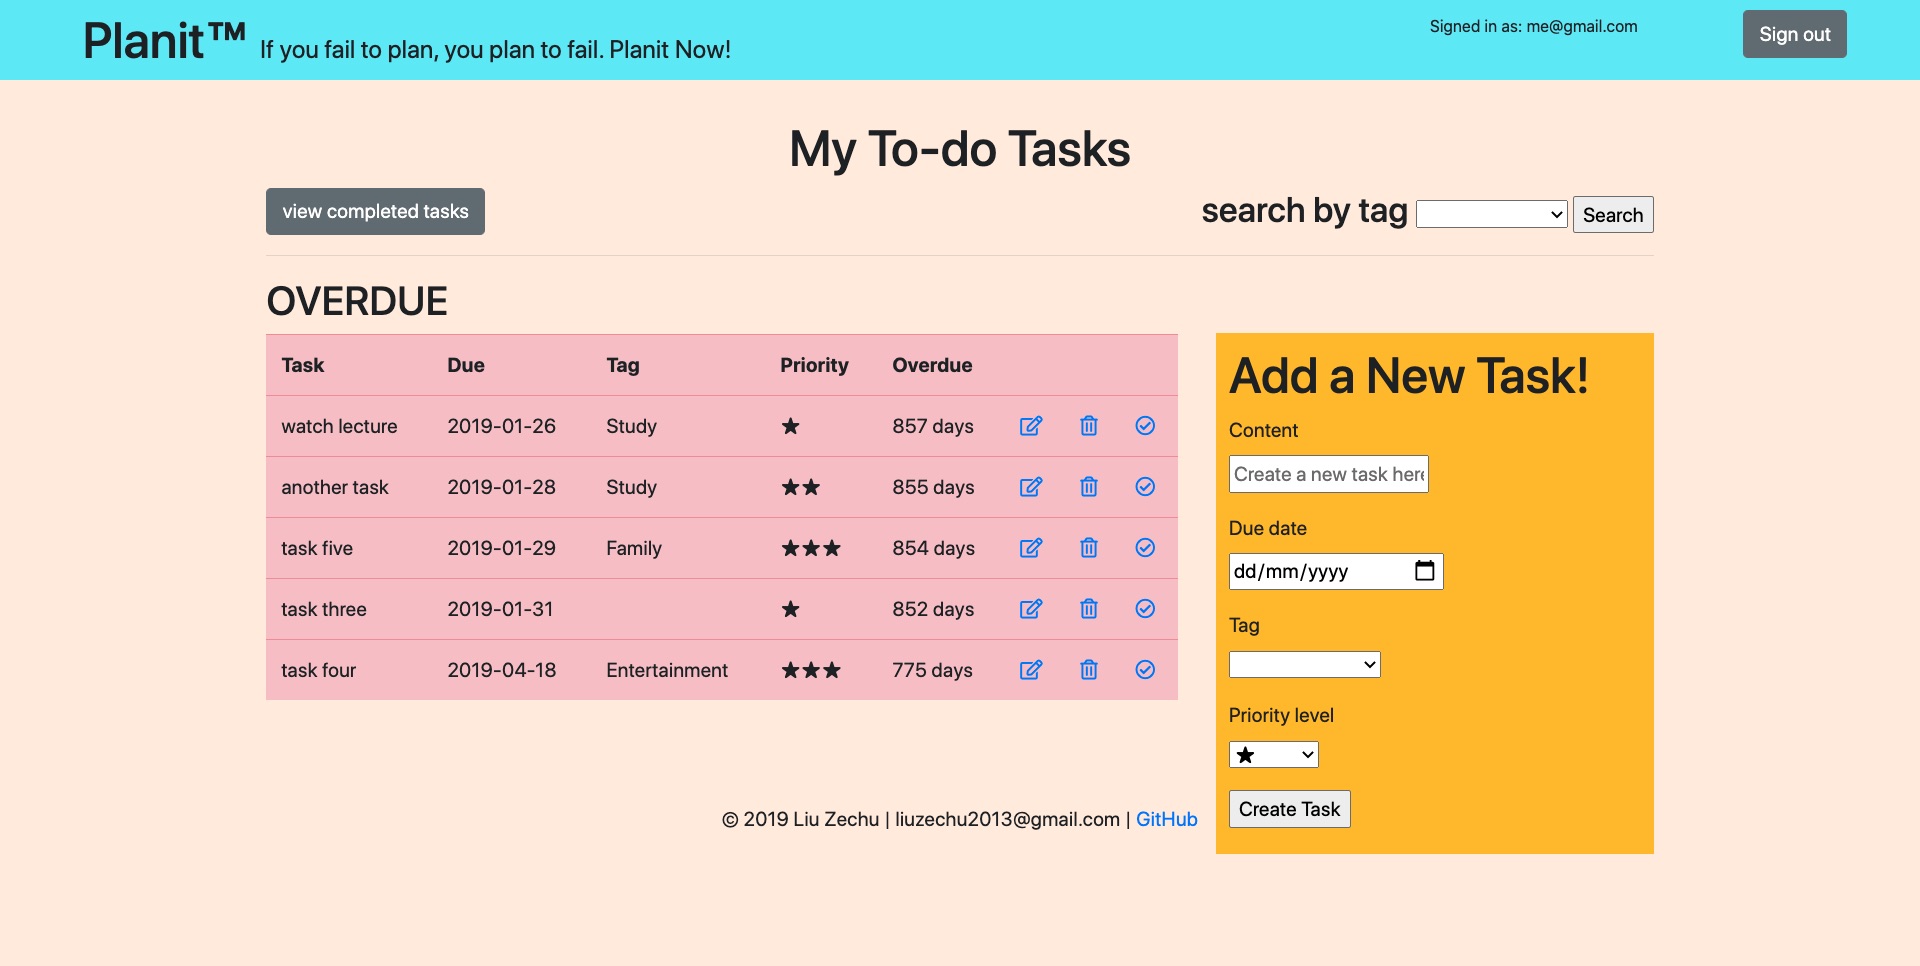 Planit™ If you fail to plan, you plan to fail. Planit Now!
Signed in as: me@gmail.com
Sign out
My To-do Tasks
view completed tasks
search by tag
Search
OVERDUE
Task Due Tag Priority Overdue
watch lecture 2019-01-26 Study ★ 857 days
another task 2019-01-28 Study ★★ 855 days
task five 2019-01-29 Family ★★★ 854 days
task three 2019-01-31 ★ 852 days
task four 2019-04-18 Entertainment ★★★ 775 days
Add a New Task!
Content
Create a new task here
Due date
dd/mm/yyyy
Tag
Priority level
★
Create Task
© 2019 Liu Zechu | liuzechu2013@gmail.com | GitHub